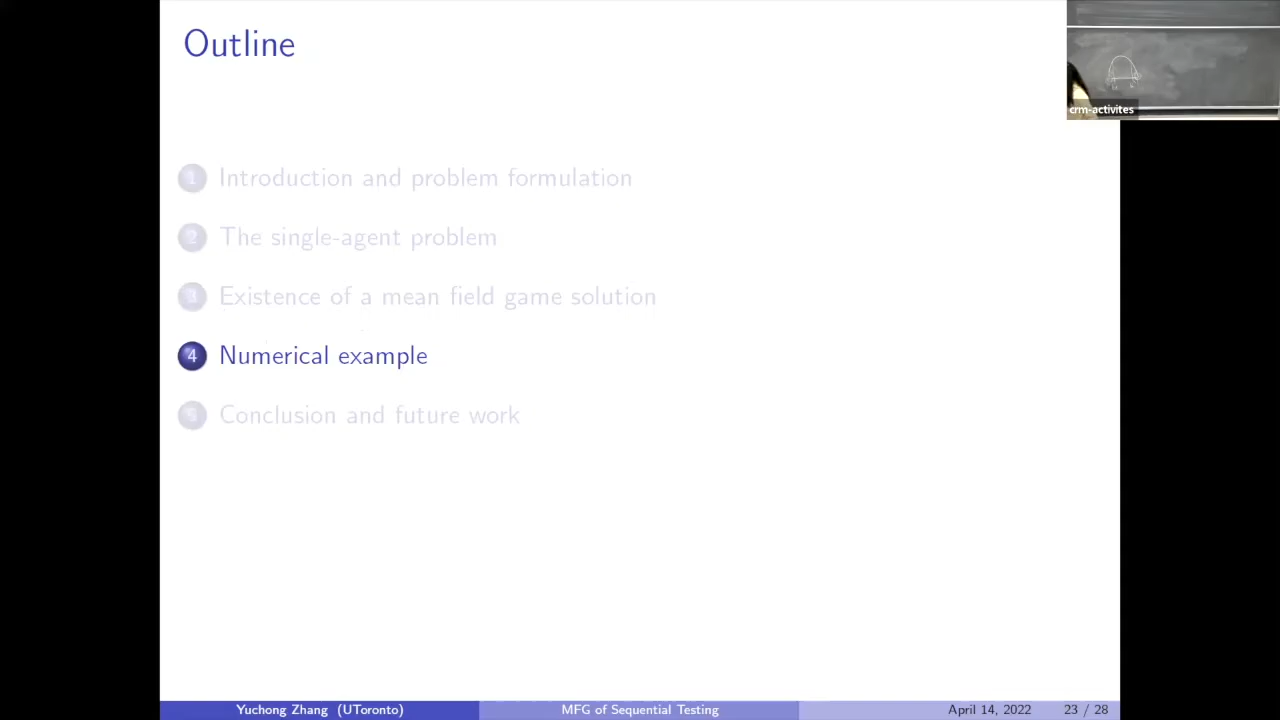 Outline
crm-activites
1 Introduction and problem formulation
2 The single-agent problem
3 Existence of a mean field game solution
4 Numerical example
5 Conclusion and future work
Yuchong Zhang (UToronto) MFG of Sequential Testing April 14, 2022 23 / 28